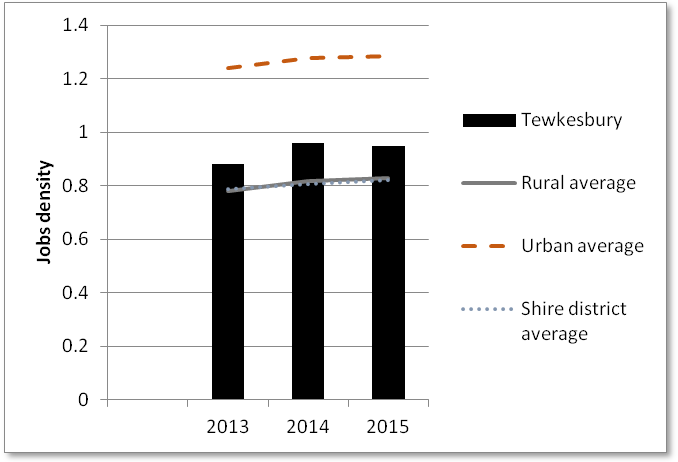 1.4
1.2
1
0.8
0.6
0.4
0.2
0
Jobs density
2013 2014 2015
Tewkesbury
Rural average
Urban average
Shire district
average